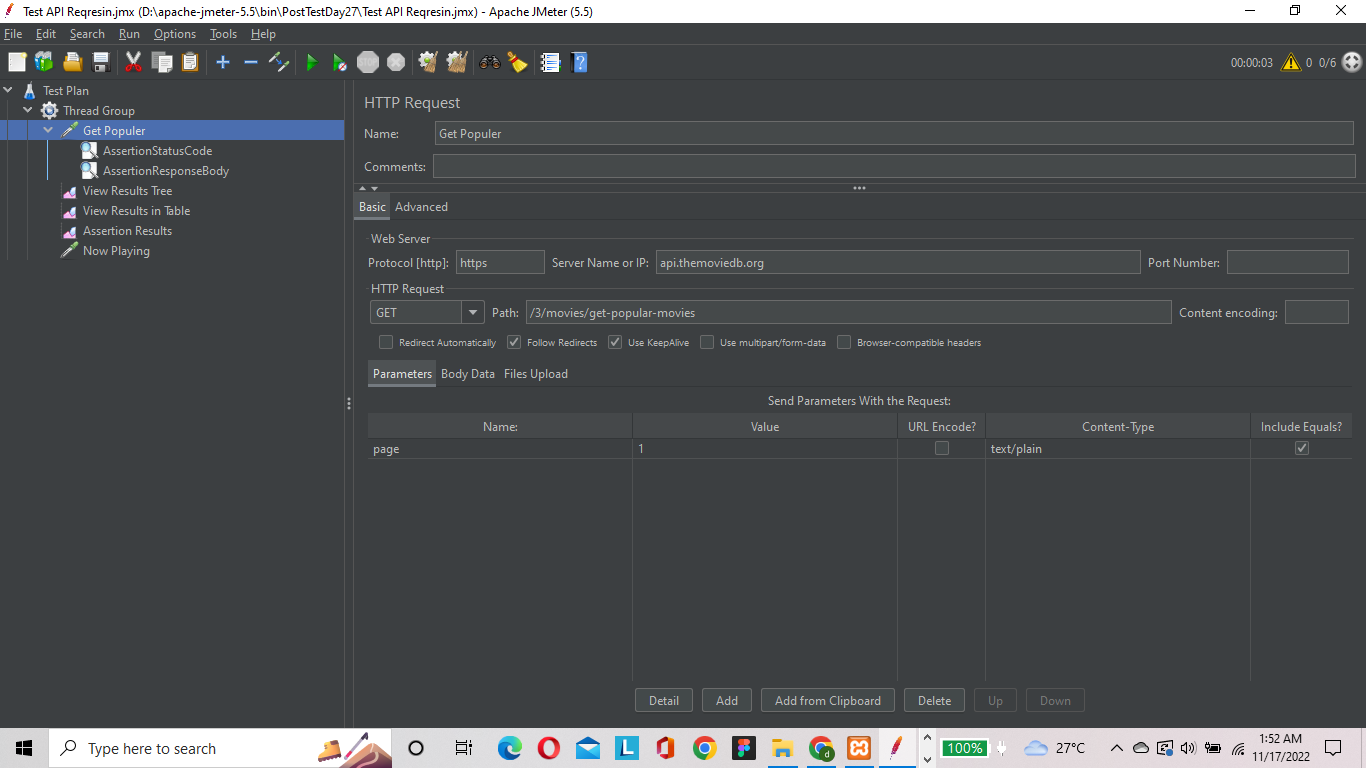 Test API Reqresin.jmx (D:\apache-jmeter-5.5\bin\PostTestDay27\Test API Reqresin.jmx) - Apache JMeter (5.5)
File Edit Search Run Options Tools Help
STOP
00:00:03 0 0/6
Test Plan
Thread Group
Get Populer
AssertionStatusCode
AssertionResponseBody
View Results Tree
View Results in Table
Assertion Results
Now Playing
HTTP Request
Name: Get Populer
Comments:
Basic Advanced
Web Server
Protocol [http]: https Server Name or IP: api.themoviedb.org Port Number:
HTTP Request
GET Path: /3/movies/get-popular-movies Content encoding:
Redirect Automatically Follow Redirects Use KeepAlive Use multipart/form-data Browser-compatible headers
Parameters Body Data Files Upload
Send Parameters With the Request:
Name: Value URL Encode? Content-Type Include Equals?
page 1 text/plain
Detail Add Add from Clipboard Delete Up Down
Type here to search
L
d
100%
27°C
1:52 AM
11/17/2022